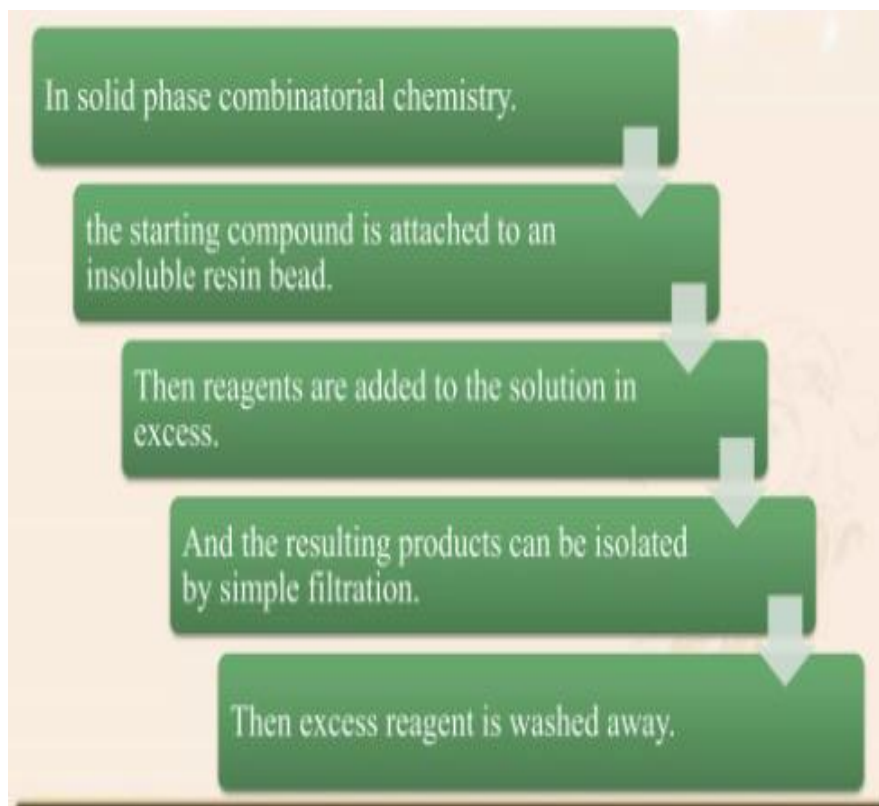 In solid phase combinatorial chemistry.
the starting compound is attached to an
insoluble resin bead.
Then reagents are added to the solution in
excess.
And the resulting products can be isolated
by simple filtration.
Then excess reagent is washed away.